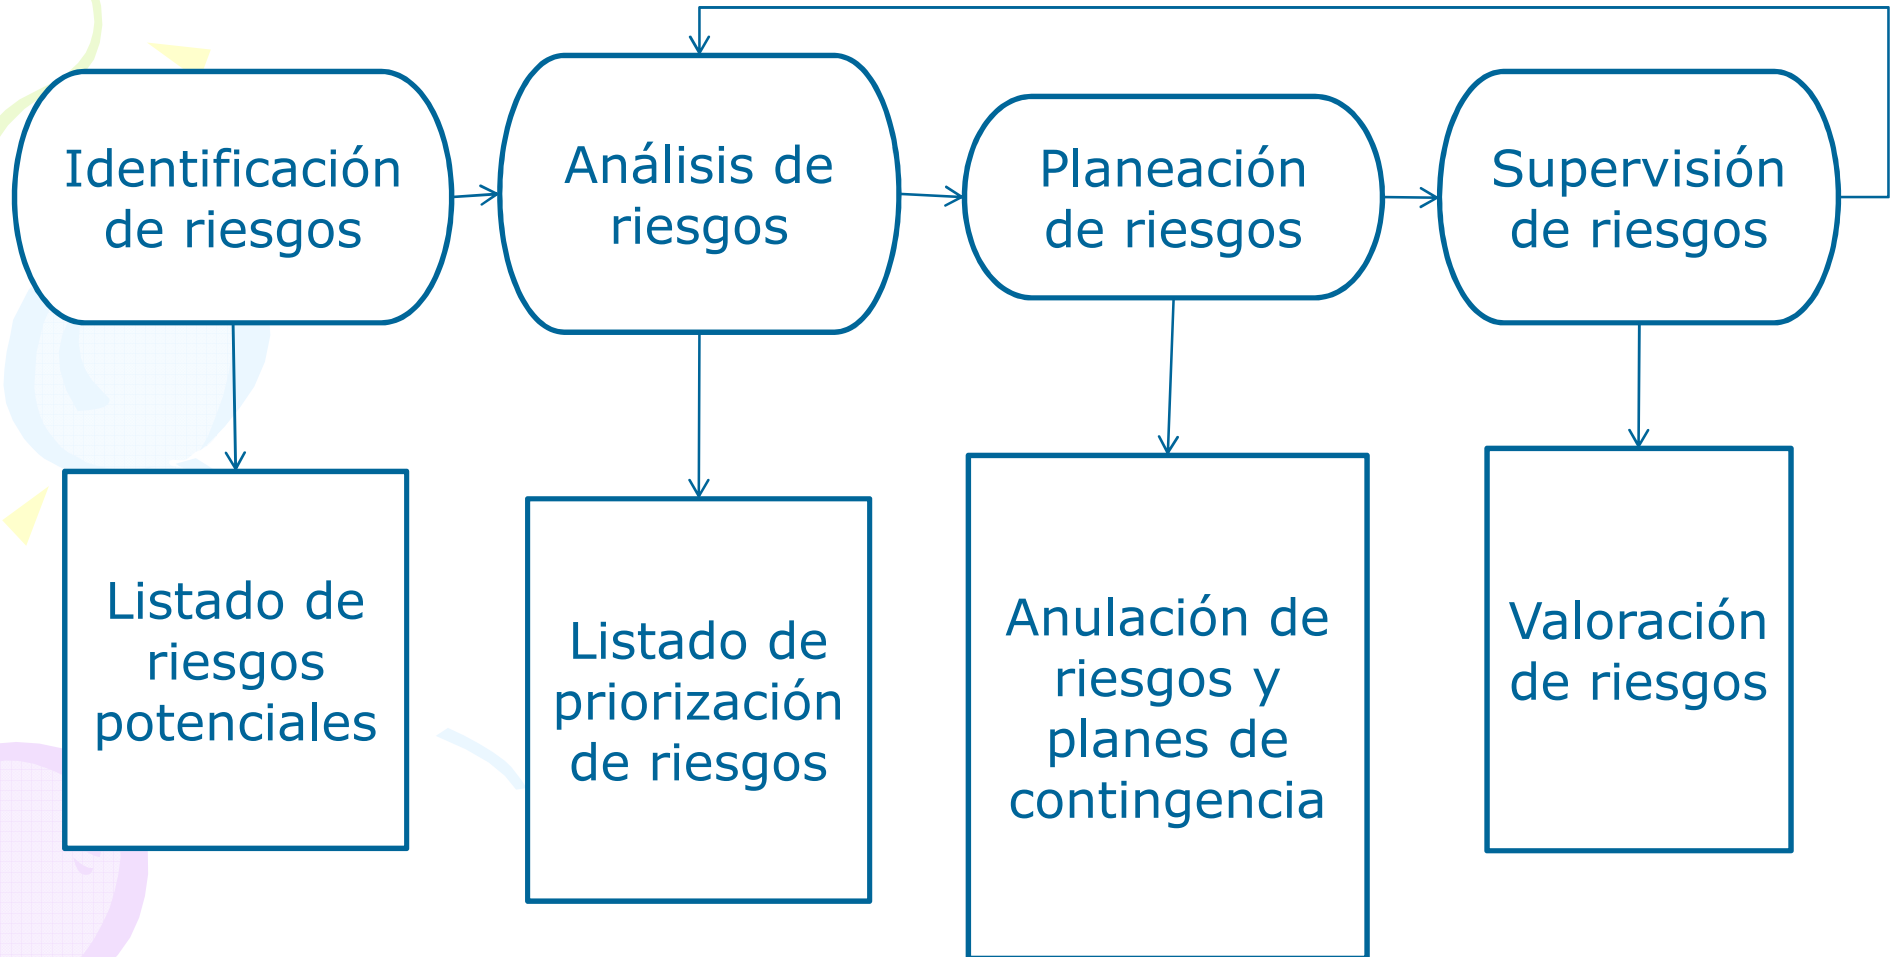 Identificación
de riesgos
Análisis de
riesgos
Planeación
de riesgos
Supervisión
de riesgos
Listado de
riesgos
potenciales
Listado de
priorización
de riesgos
Anulación de
riesgos y
planes de
contingencia
Valoración
de riesgos